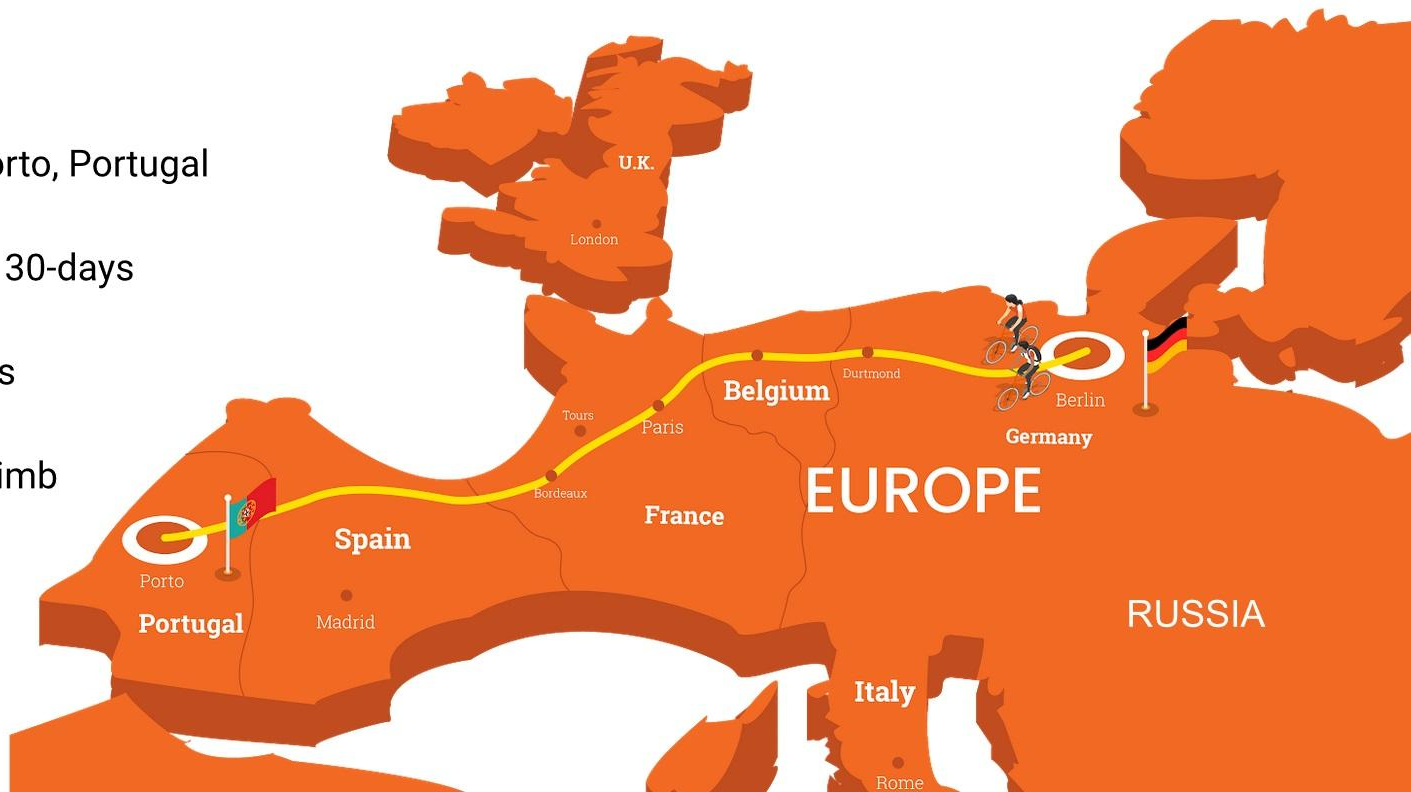 orto, Portugal
30-days
s
imb
U.K.
London
Tours
Paris
Bordeaux
Belgium
Durtmond
Berlin
Germany
EUROPE
France
Spain
Porto
Portugal
Madrid
RUSSIA
Italy
Rome